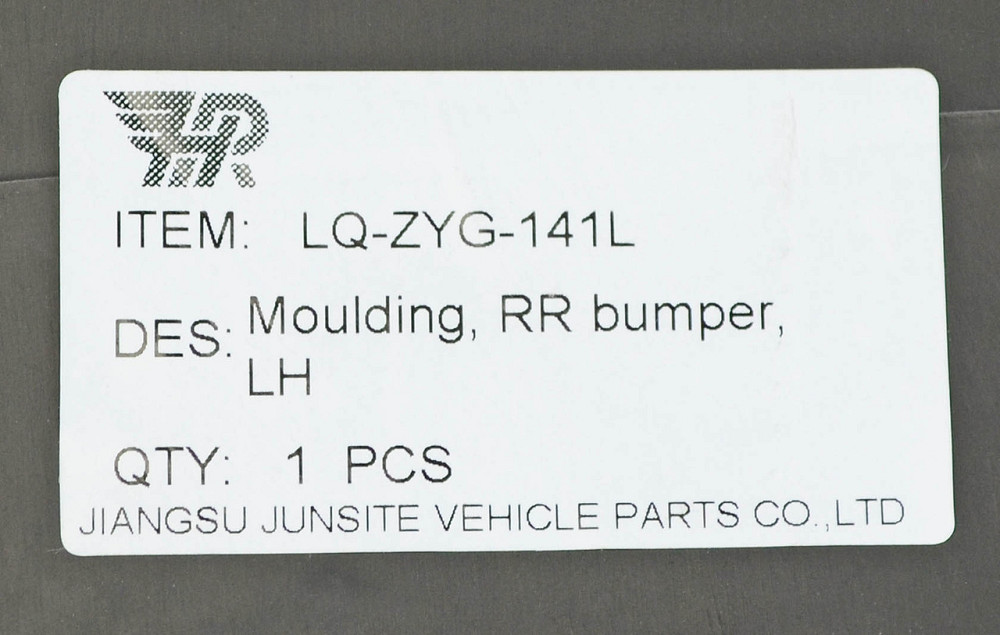 ITEM: LQ-ZYG-141L
DES: Moulding, RR bumper,
LH
QTY: 1 PCS
JIANGSU JUNSITE VEHICLE PARTS CO.,LTD